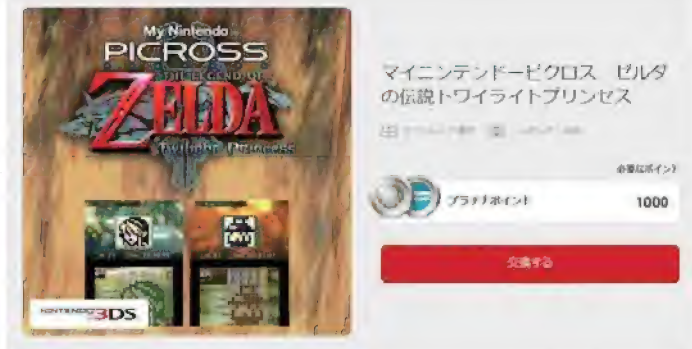 My Nintendo
PICROSS
THE LEGEND OF
ZELDA
Twilight Princess
NINTENDO 3DS
マイニンテンドーピクロス ゼルダ
の伝説トワイライトプリンセス
必要なポイント
プラチナポイント
1000
交換する